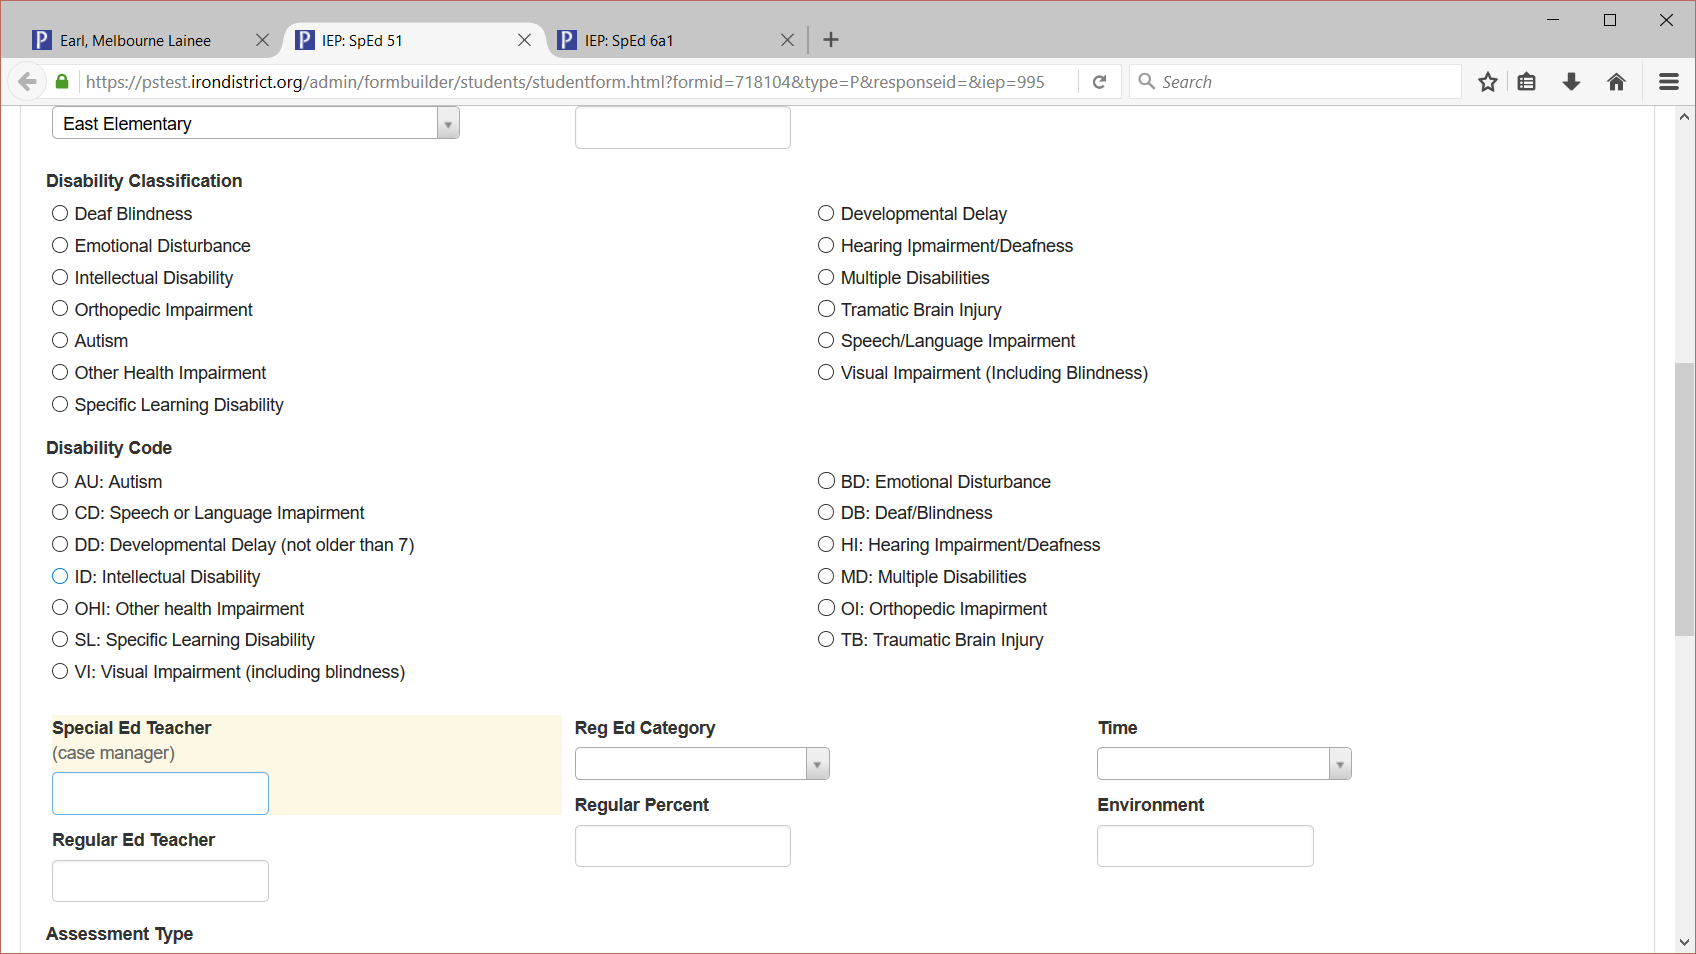 Earl, Melbourne Lainee
IEP: SpEd 51
IEP: SpEd 6a1
https://pstest.irondistrict.org/admin/formbuilder/students/studentform.html?formid=718104&type=P&responseid=&iep=995
Search
East Elementary
Disability Classification
Deaf Blindness
Developmental Delay
Emotional Disturbance
Hearing Ipmairment/Deafness
Intellectual Disability
Multiple Disabilities
Orthopedic Impairment
Tramatic Brain Injury
Autism
Speech/Language Impairment
Other Health Impairment
Visual Impairment (Including Blindness)
Specific Learning Disability
Disability Code
AU: Autism
BD: Emotional Disturbance
CD: Speech or Language Imapirment
DB: Deaf/Blindness
DD: Developmental Delay (not older than 7)
HI: Hearing Impairment/Deafness
ID: Intellectual Disability
MD: Multiple Disabilities
OHI: Other health Impairment
OI: Orthopedic Imapirment
SL: Specific Learning Disability
TB: Traumatic Brain Injury
VI: Visual Impairment (including blindness)
Special Ed Teacher
(case manager)
Reg Ed Category
Time
Regular Percent
Environment
Regular Ed Teacher
Assessment Type